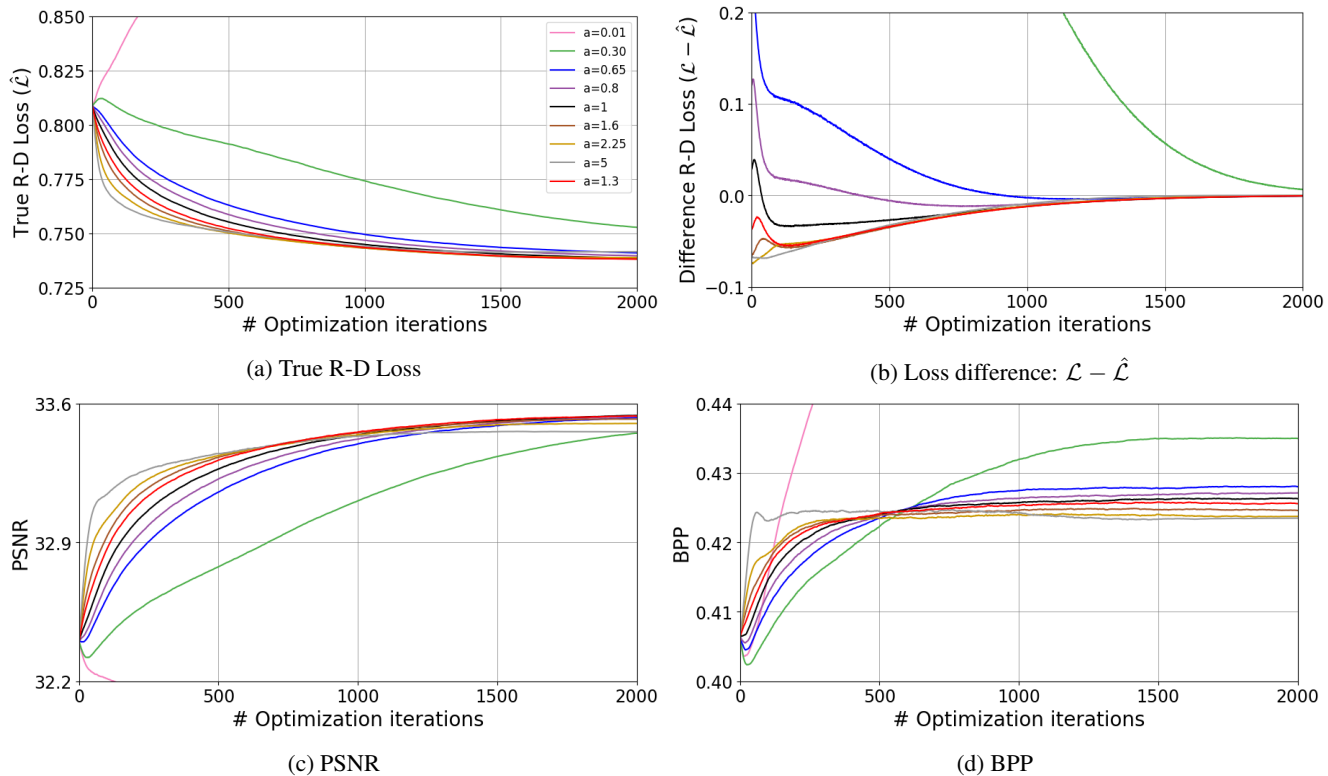 0.850
0.825
0.800
0.775
0.750
0.725
0
500
1000
1500
2000
True R-D Loss (L̂)
# Optimization iterations
a=0.01
a=0.30
a=0.65
a=0.8
a=1
a=1.6
a=2.25
a=5
a=1.3
(a) True R-D Loss
0.2
0.1
0.0
−0.1
0
500
1000
1500
2000
Difference R-D Loss (L − L̂)
# Optimization iterations
(b) Loss difference: L − L̂
33.6
32.9
32.2
0
500
1000
1500
2000
PSNR
# Optimization iterations
(c) PSNR
0.44
0.43
0.42
0.41
0.40
0
500
1000
1500
2000
BPP
# Optimization iterations
(d) BPP